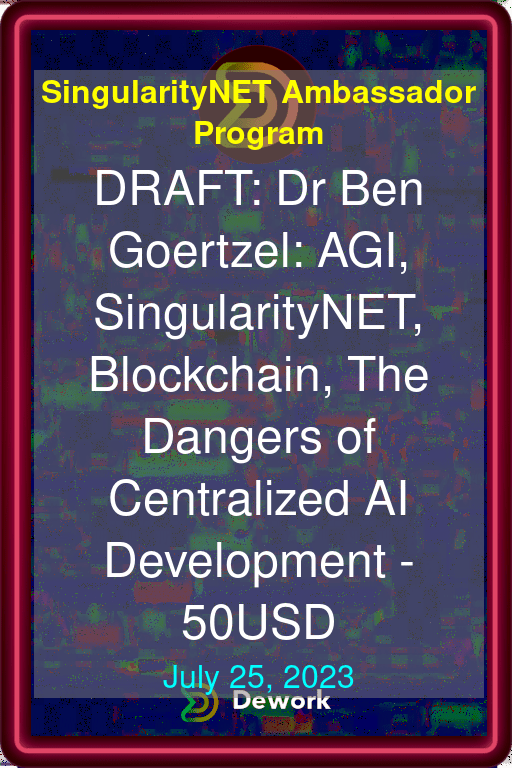 SingularityNET Ambassador
Program
DRAFT: Dr Ben
Goertzel: AGI,
SingularityNET,
Blockchain, The
Dangers of
Centralized AI
Development -
50USD
July 25, 2023
Dework